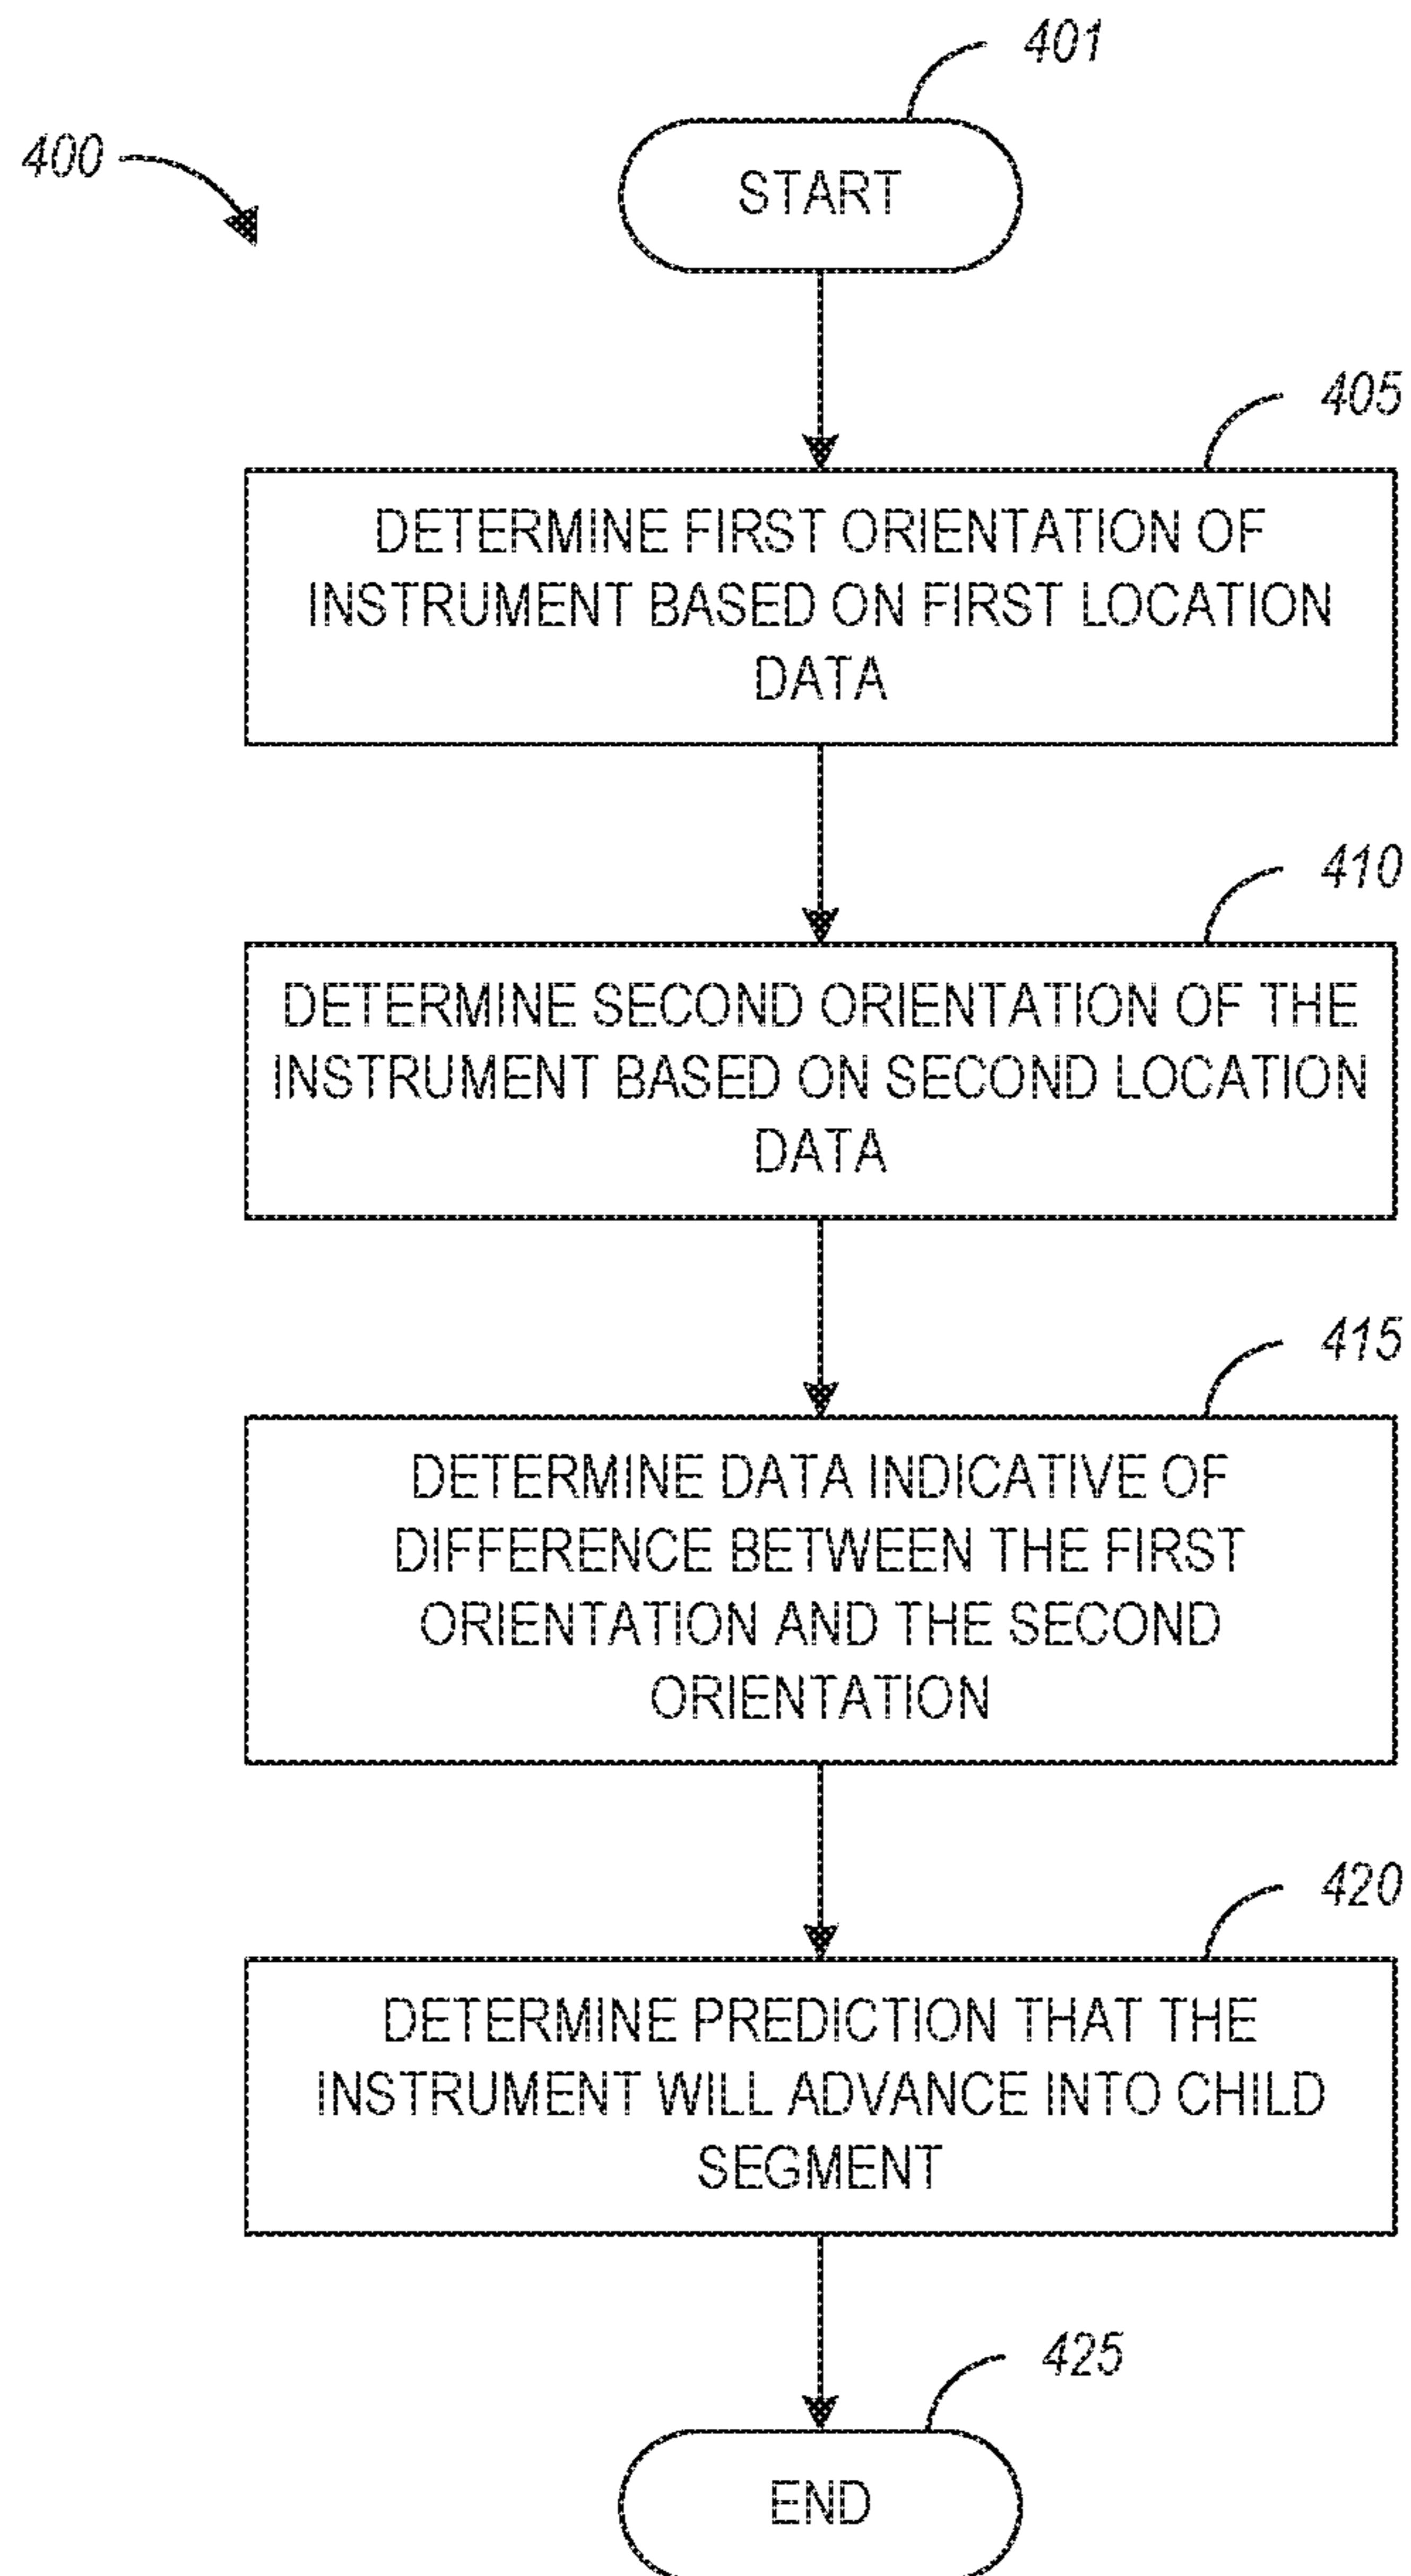 401
400
START
405
DETERMINE FIRST ORIENTATION OF
INSTRUMENT BASED ON FIRST LOCATION
DATA
410
DETERMINE SECOND ORIENTATION OF THE
INSTRUMENT BASED ON SECOND LOCATION
DATA
415
DETERMINE DATA INDICATIVE OF
DIFFERENCE BETWEEN THE FIRST
ORIENTATION AND THE SECOND
ORIENTATION
420
DETERMINE PREDICTION THAT THE
INSTRUMENT WILL ADVANCE INTO CHILD
SEGMENT
425
END